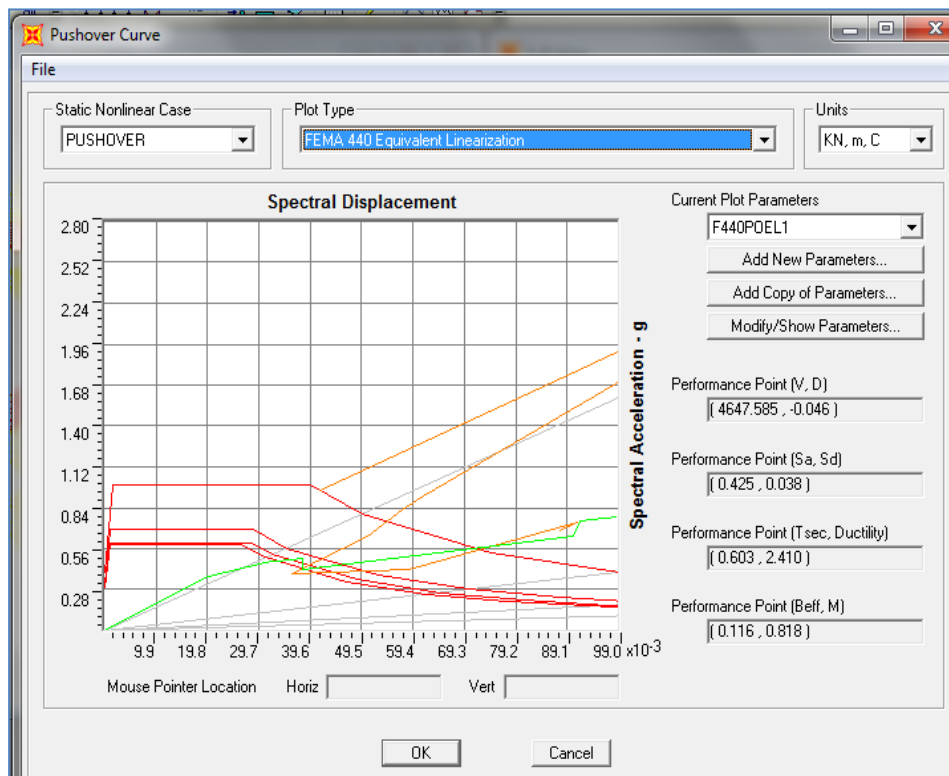 Pushover Curve
File
Static Nonlinear Case
PUSHOVER
Plot Type
FEMA 440 Equivalent Linearization
Units
KN, m, C
Spectral Displacement
2.80
2.52
2.24
1.96
1.68
1.40
1.12
0.84
0.56
0.28
9.9 19.8 29.7 39.6 49.5 59.4 69.3 79.2 89.1 99.0 x10-3
Spectral Acceleration - g
Mouse Pointer Location Horiz Vert
Current Plot Parameters
F440POEL1
Add New Parameters...
Add Copy of Parameters...
Modify/Show Parameters...
Performance Point (V, D)
( 4647.585 , -0.046 )
Performance Point (Sa, Sd)
( 0.425 , 0.038 )
Performance Point (Tsec, Ductility)
( 0.603 , 2.410 )
Performance Point (Beff, M)
( 0.116 , 0.818 )
OK Cancel